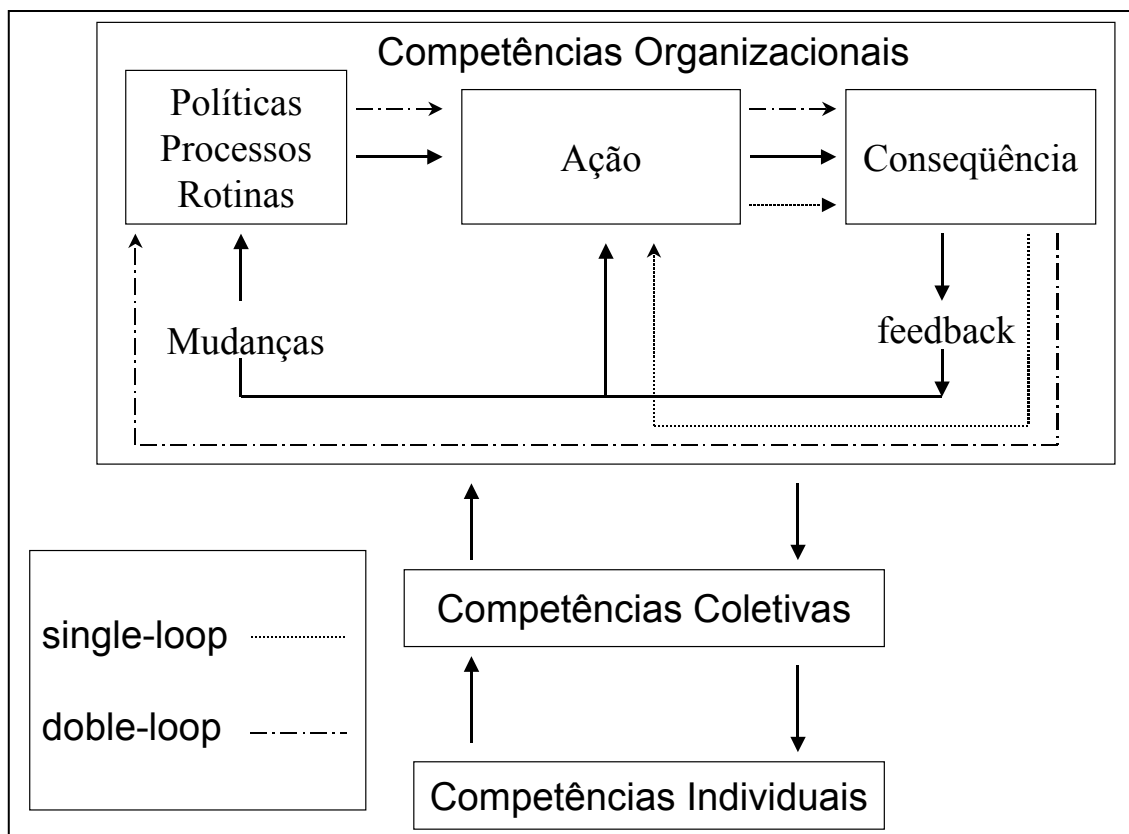 Competências Organizacionais
Políticas
Processos
Rotinas
Ação
Conseqüência
Mudanças
feedback
single-loop
doble-loop
Competências Coletivas
Competências Individuais